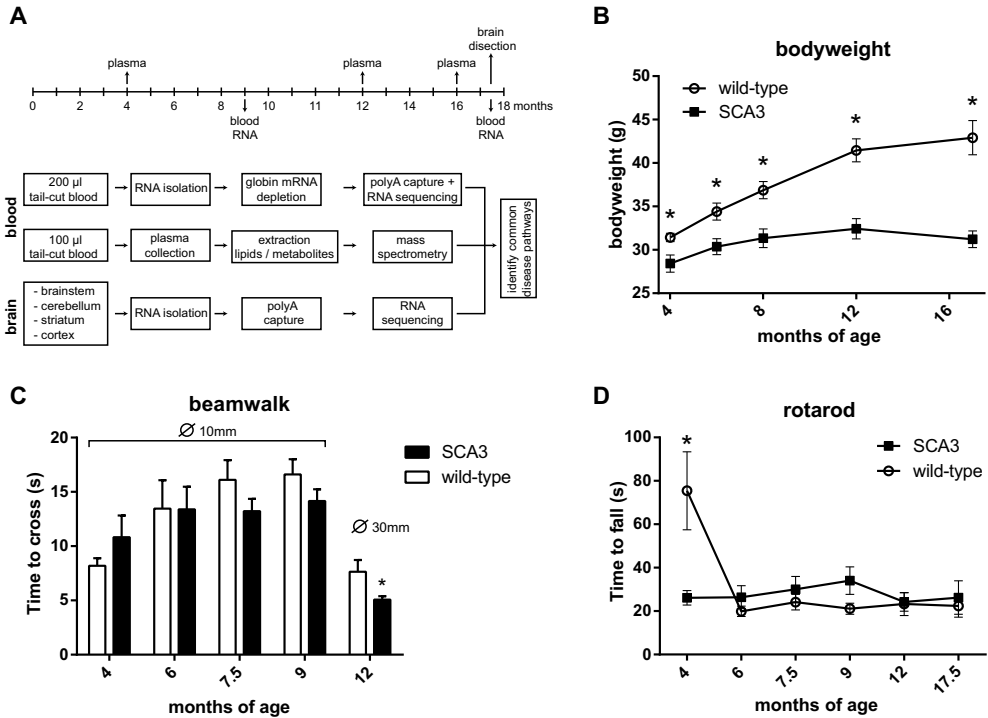 A
plasma
plasma
plasma
brain
disection
0 2 4 6 8 10 11 12 14 16 18 months
blood
RNA
blood
RNA
blood
200 µl
tail-cut blood
RNA isolation
globin mRNA
depletion
polyA capture +
RNA sequencing
100 µl
tail-cut blood
plasma
collection
extraction
lipids / metabolites
mass
spectrometry
identify common
disease pathways
brain
- brainstem
- cerebellum
- striatum
- cortex
RNA isolation
polyA
capture
RNA
sequencing
B
bodyweight
wild-type
SCA3
bodyweight (g)
50
45
40
35
30
25
* * * * *
4 8 12 16
months of age
C
beamwalk
Ø 10mm
SCA3
wild-type
Ø 30mm
*
Time to cross (s)
20
15
10
5
0
4 6 7.5 9 12
months of age
D
rotarod
SCA3
wild-type
*
Time to fall (s)
100
80
60
40
20
0
4 6 7.5 9 12 17.5
months of age